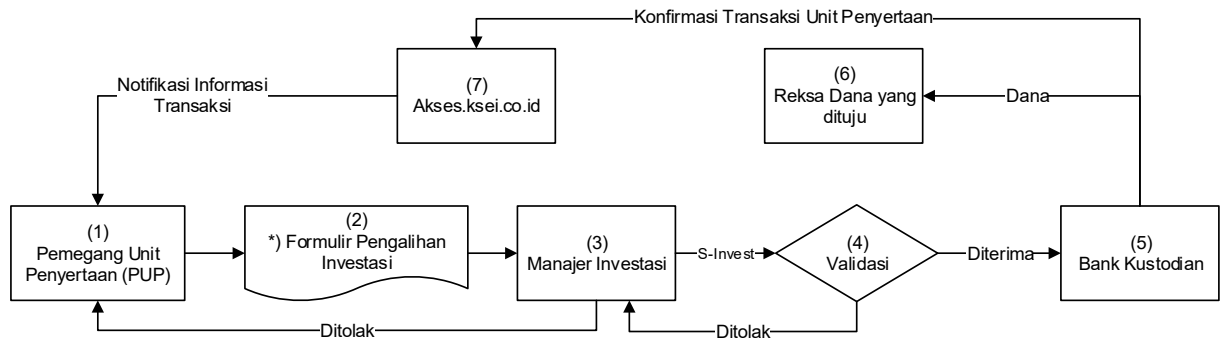 Konfirmasi Transaksi Unit Penyertaan
Notifikasi Informasi
Transaksi
(7)
Akses.ksei.co.id
(6)
Reksa Dana yang
dituju
Dana
(1)
Pemegang Unit
Penyertaan (PUP)
(2)
*) Formulir Pengalihan
Investasi
(3)
Manajer Investasi
S-Invest
(4)
Validasi
Diterima
(5)
Bank Kustodian
Ditolak
Ditolak